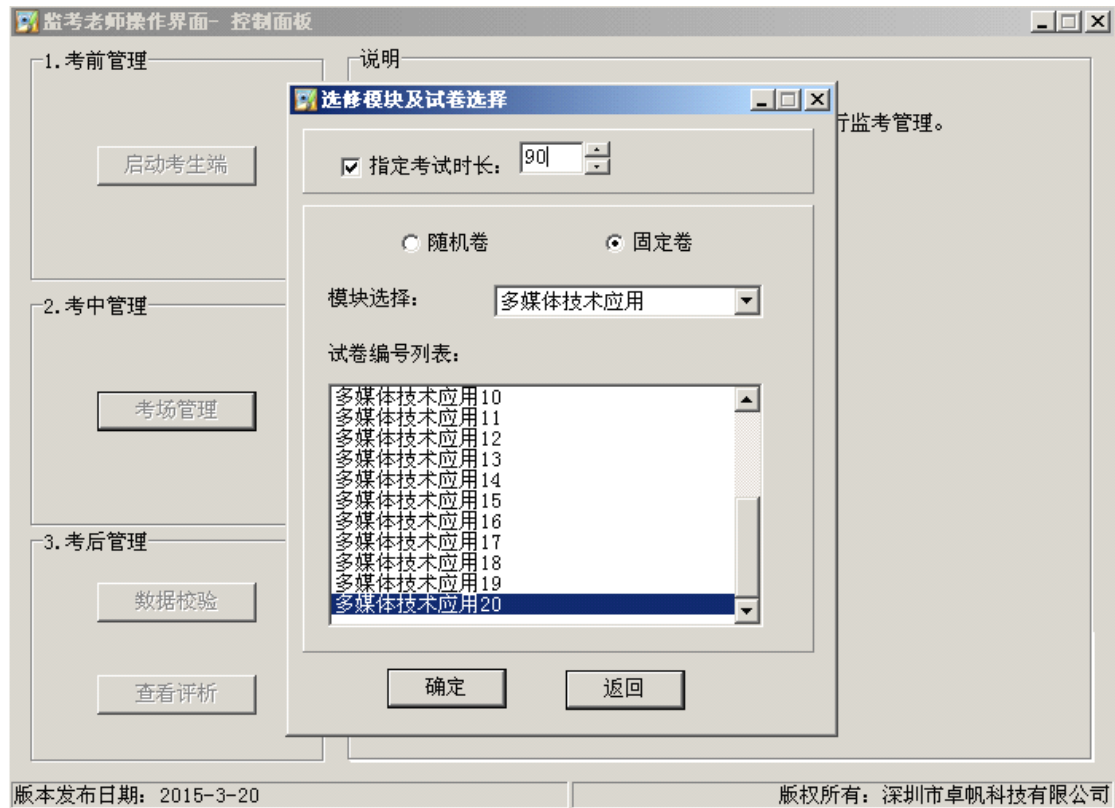 监考老师操作界面- 控制面板
1.考前管理
说明
选修模块及试卷选择
行监考管理。
启动考生端
指定考试时长： 90
随机卷 固定卷
模块选择： 多媒体技术应用
2.考中管理
试卷编号列表：
考场管理
多媒体技术应用10
多媒体技术应用11
多媒体技术应用12
多媒体技术应用13
多媒体技术应用14
多媒体技术应用15
多媒体技术应用16
多媒体技术应用17
多媒体技术应用18
多媒体技术应用19
多媒体技术应用20
3.考后管理
数据校验
查看评析
确定 返回
版本发布日期：2015-3-20 版权所有：深圳市卓帆科技有限公司